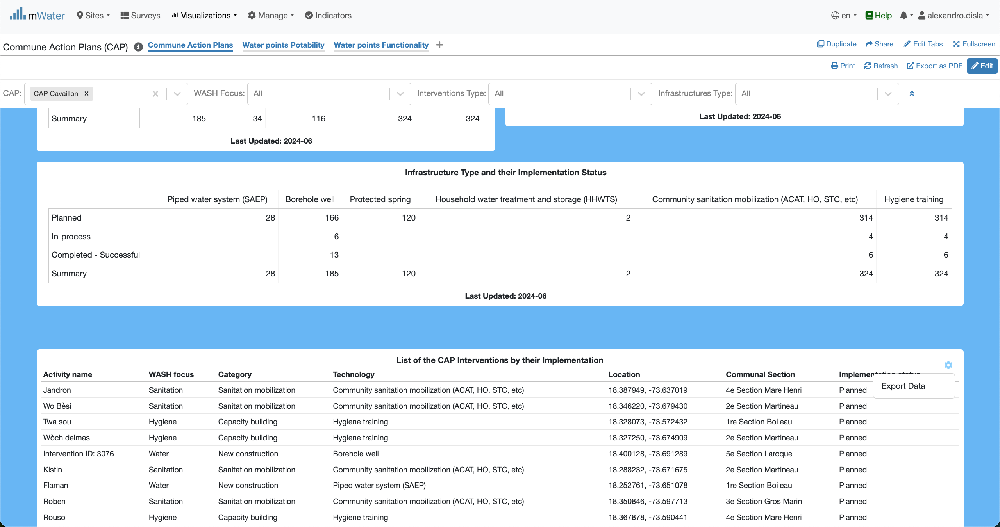 mWater Sites Surveys Visualizations Manage Indicators en Help alexandro.disla
Commune Action Plans (CAP) Commune Action Plans Water points Potability Water points Functionality Duplicate Share Edit Tabs Fullscreen
Print Refresh Export as PDF Edit
CAP: CAP Cavaillon WASH Focus: All Interventions Type: All Infrastructures Type: All
Summary 185 34 116 324 324
Last Updated: 2024-06
Last Updated: 2024-06
Infrastructure Type and their Implementation Status
Piped water system (SAEP) Borehole well Protected spring Household water treatment and storage (HHWTS) Community sanitation mobilization (ACAT, HO, STC, etc) Hygiene training
Planned 28 166 120 2 314 314
In-process 6 4 4
Completed - Successful 13 6 6
Summary 28 185 120 2 324 324
Last Updated: 2024-06
List of the CAP Interventions by their Implementation
Activity name WASH focus Category Technology Location Communal Section Implementation status
Export Data
Jandron Sanitation Sanitation mobilization Community sanitation mobilization (ACAT, HO, STC, etc) 18.387949, -73.637019 4e Section Mare Henri Planned
Wo Bèsi Sanitation Sanitation mobilization Community sanitation mobilization (ACAT, HO, STC, etc) 18.346220, -73.679430 2e Section Martineau Planned
Twa sou Hygiene Capacity building Hygiene training 18.328073, -73.572432 1re Section Boileau Planned
Wòch delmas Hygiene Capacity building Hygiene training 18.327250, -73.674909 2e Section Martineau Planned
Intervention ID: 3076 Water New construction Borehole well 18.400128, -73.691289 5e Section Laroque Planned
Kistin Sanitation Sanitation mobilization Community sanitation mobilization (ACAT, HO, STC, etc) 18.288232, -73.671675 2e Section Martineau Planned
Flaman Water New construction Piped water system (SAEP) 18.252761, -73.651078 1re Section Boileau Planned
Roben Sanitation Sanitation mobilization Community sanitation mobilization (ACAT, HO, STC, etc) 18.350846, -73.597713 3e Section Gros Marin Planned
Rouso Hygiene Capacity building Hygiene training 18.367878, -73.590441 4e Section Mare Henri Planned